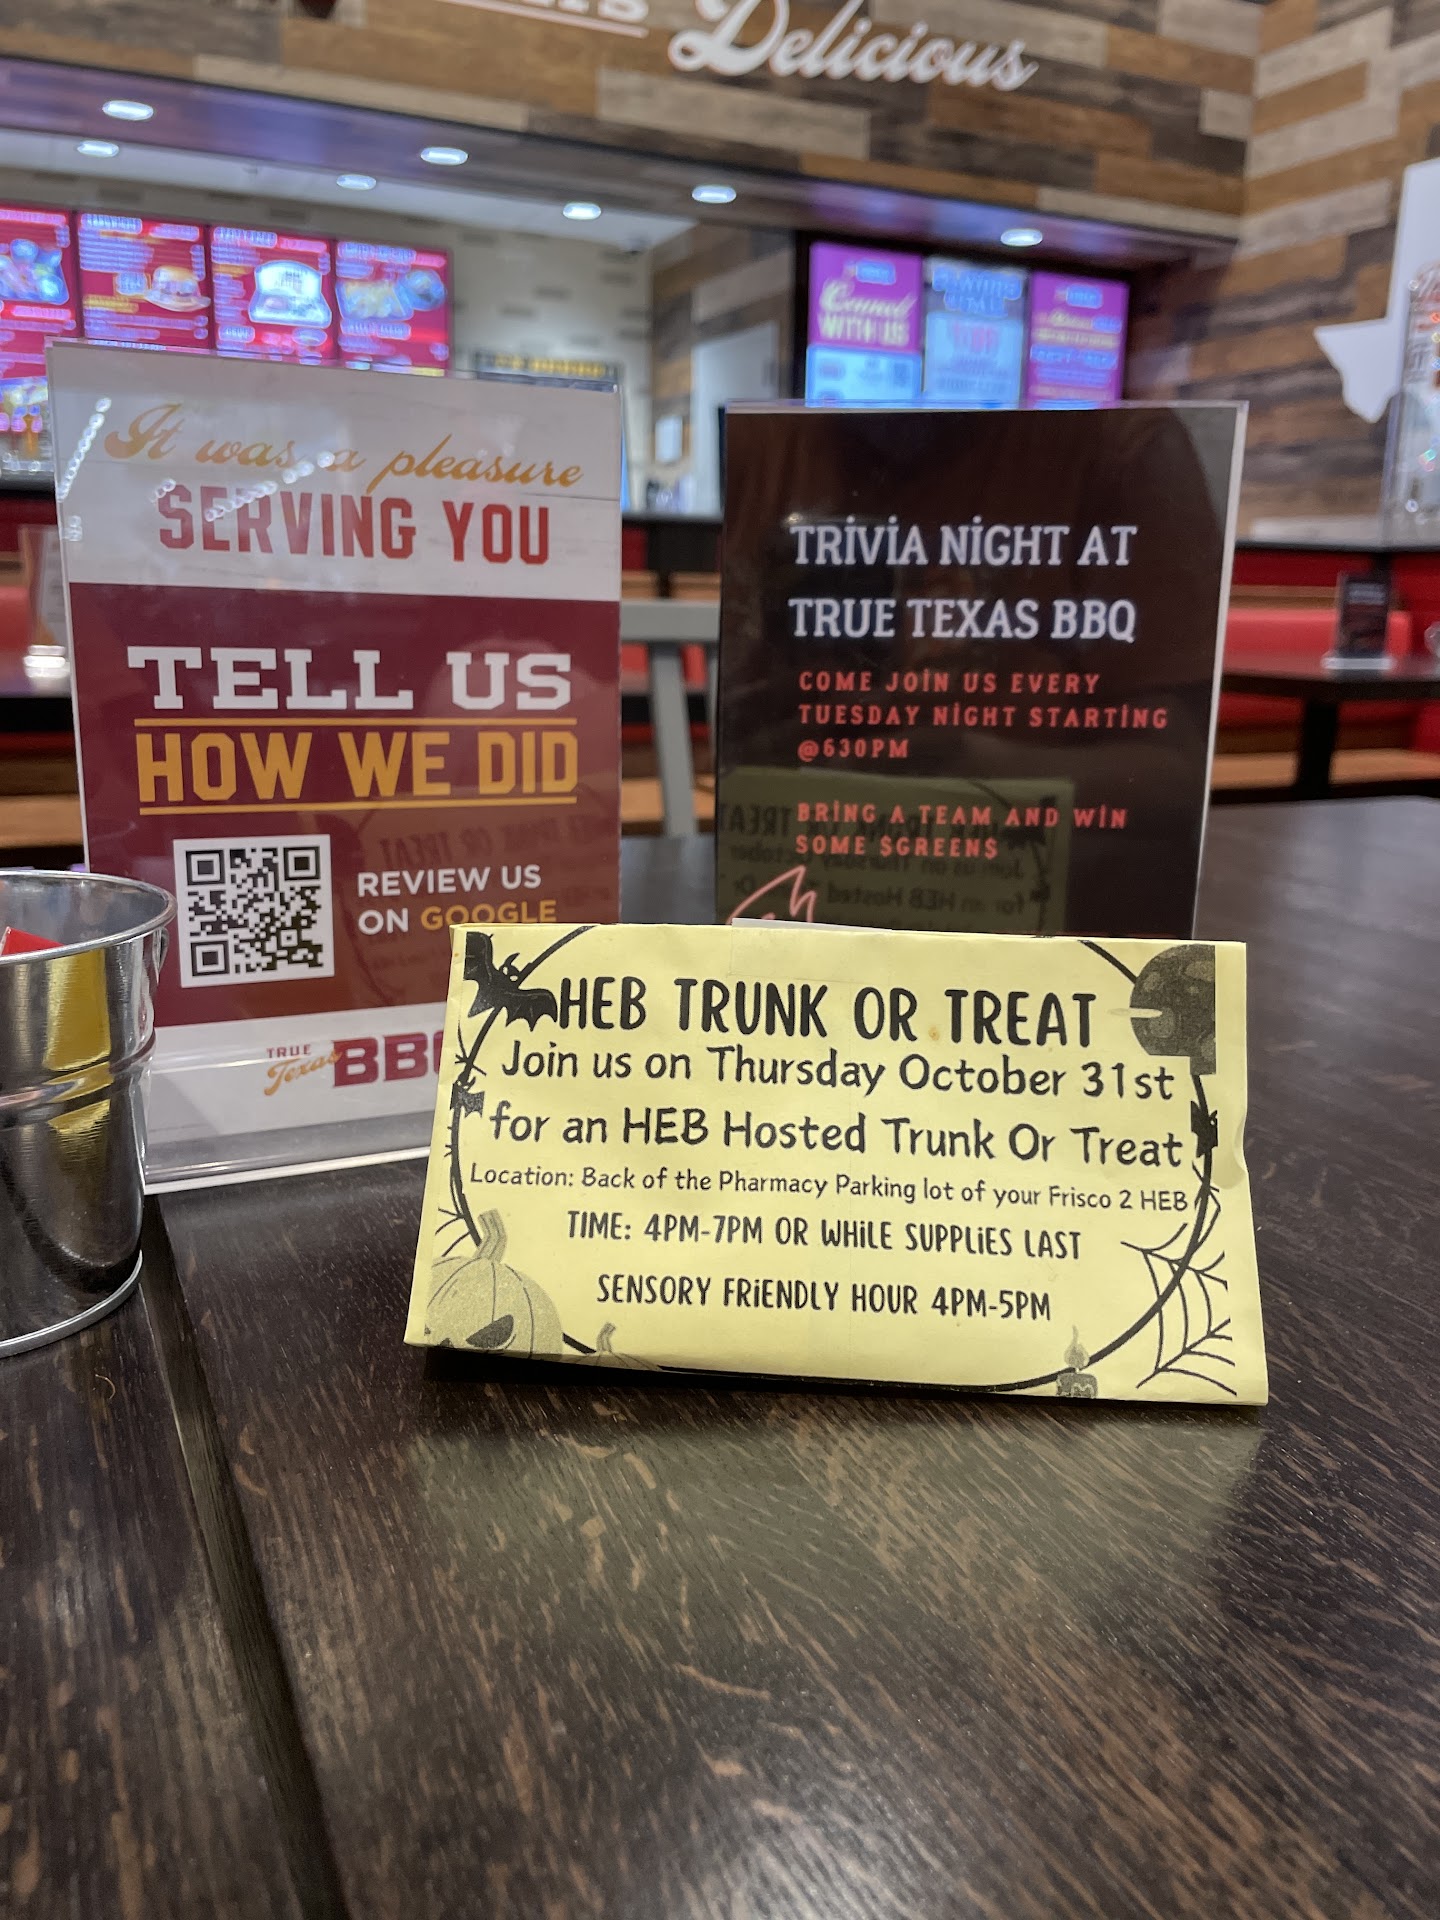 Delicious
Connect
WITH US
It was a pleasure
SERVING YOU
TELL US
HOW WE DID
REVIEW US
ON GOOGLE
TRUE
Texas
BBQ
TRIVIA NIGHT AT
TRUE TEXAS BBQ
COME JOIN US EVERY
TUESDAY NIGHT STARTING
@630PM
BRING A TEAM AND WIN
SOME $GREEN$
HEB TRUNK OR TREAT
Join us on Thursday October 31st
for an HEB Hosted Trunk Or Treat
Location: Back of the Pharmacy Parking lot of your Frisco 2 HEB
TIME: 4PM-7PM OR WHILE SUPPLIES LAST
SENSORY FRIENDLY HOUR 4PM-5PM